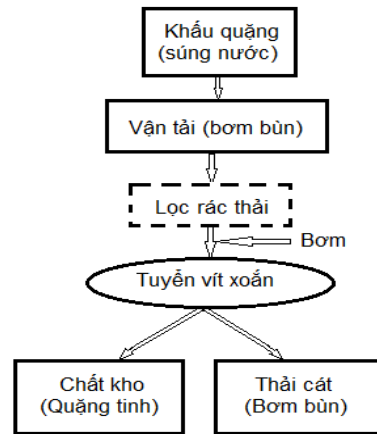 Khấu quặng
(súng nước)
Vận tải (bơm bùn)
Lọc rác thải
Bơm
Tuyển vít xoắn
Chất kho
(Quặng tinh)
Thải cát
(Bơm bùn)